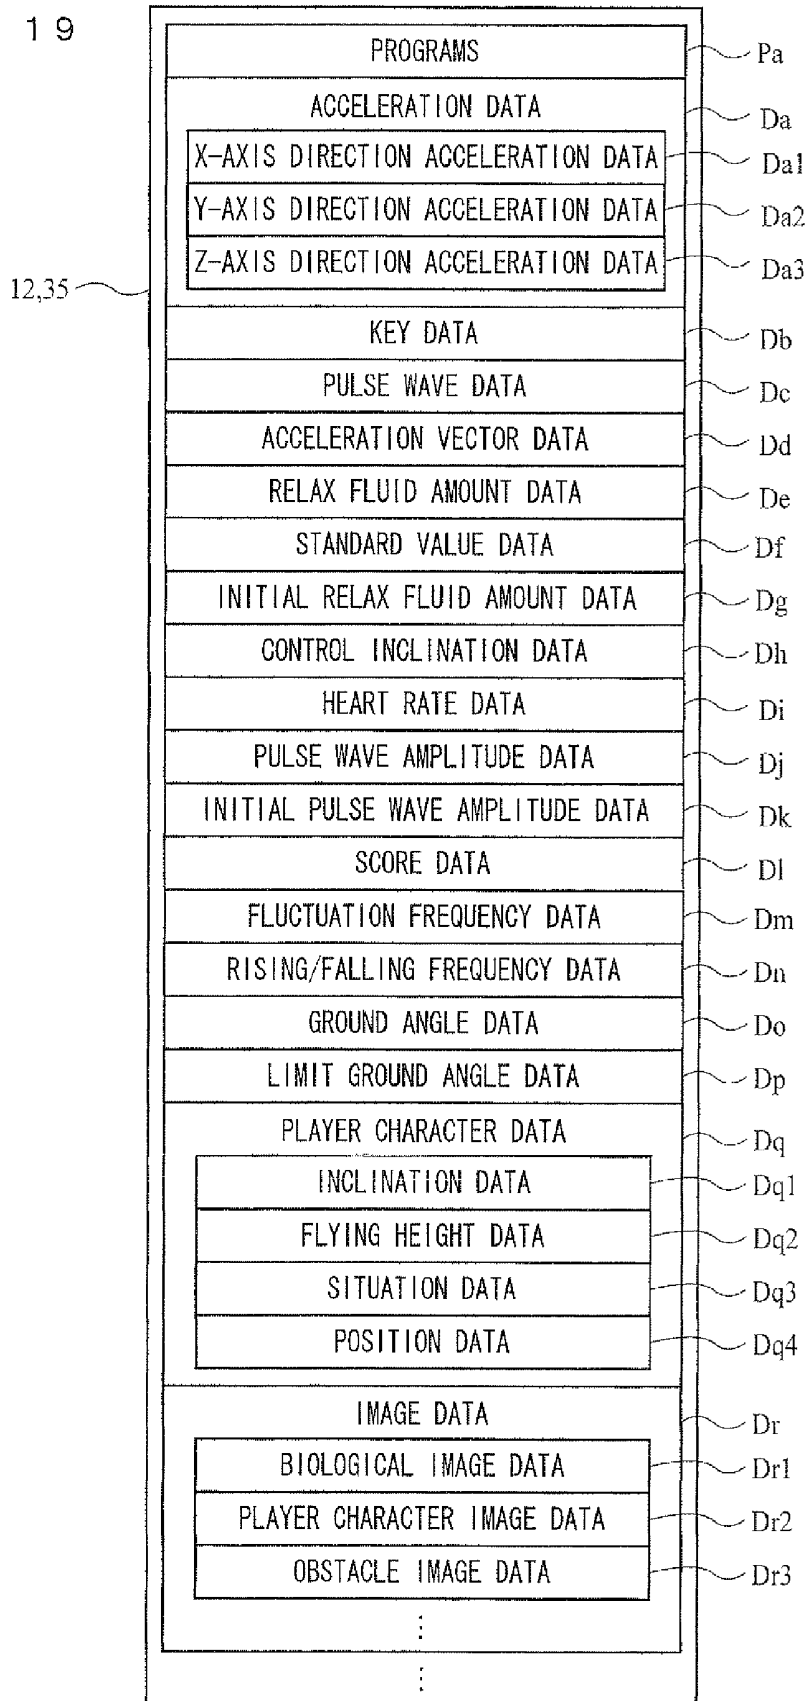 1 9
PROGRAMS Pa
ACCELERATION DATA Da
X-AXIS DIRECTION ACCELERATION DATA Da1
Y-AXIS DIRECTION ACCELERATION DATA Da2
Z-AXIS DIRECTION ACCELERATION DATA Da3
12,35
KEY DATA Db
PULSE WAVE DATA Dc
ACCELERATION VECTOR DATA Dd
RELAX FLUID AMOUNT DATA De
STANDARD VALUE DATA Df
INITIAL RELAX FLUID AMOUNT DATA Dg
CONTROL INCLINATION DATA Dh
HEART RATE DATA Di
PULSE WAVE AMPLITUDE DATA Dj
INITIAL PULSE WAVE AMPLITUDE DATA Dk
SCORE DATA Dl
FLUCTUATION FREQUENCY DATA Dm
RISING/FALLING FREQUENCY DATA Dn
GROUND ANGLE DATA Do
LIMIT GROUND ANGLE DATA Dp
PLAYER CHARACTER DATA Dq
INCLINATION DATA Dq1
FLYING HEIGHT DATA Dq2
SITUATION DATA Dq3
POSITION DATA Dq4
IMAGE DATA Dr
BIOLOGICAL IMAGE DATA Dr1
PLAYER CHARACTER IMAGE DATA Dr2
OBSTACLE IMAGE DATA Dr3